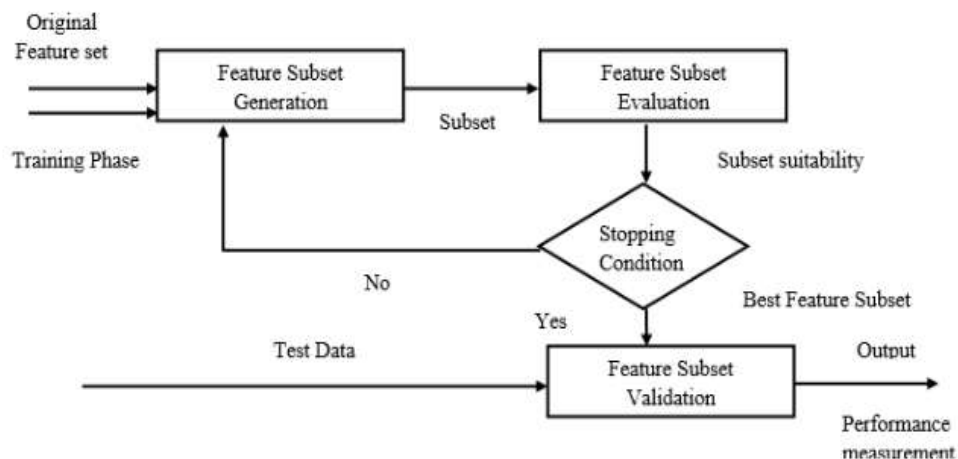 Original
Feature set
Feature Subset
Generation
Subset
Feature Subset
Evaluation
Training Phase
Subset suitability
Stopping
Condition
No
Best Feature Subset
Yes
Test Data
Feature Subset
Validation
Output
Performance
measurement